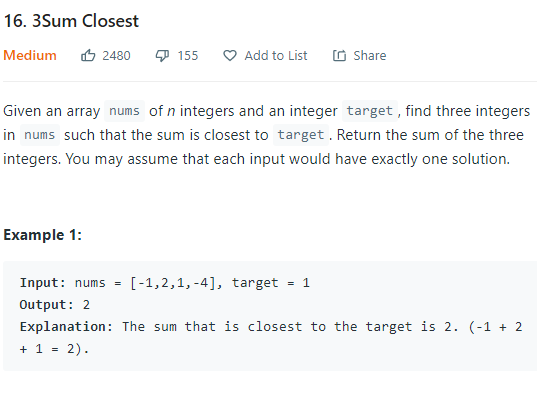 16. 3Sum Closest
Medium 2480 155 Add to List Share
Given an array nums of n integers and an integer target , find three integers
in nums such that the sum is closest to target . Return the sum of the three
integers. You may assume that each input would have exactly one solution.
Example 1:
Input: nums = [-1,2,1,-4], target = 1
Output: 2
Explanation: The sum that is closest to the target is 2. (-1 + 2
+ 1 = 2).